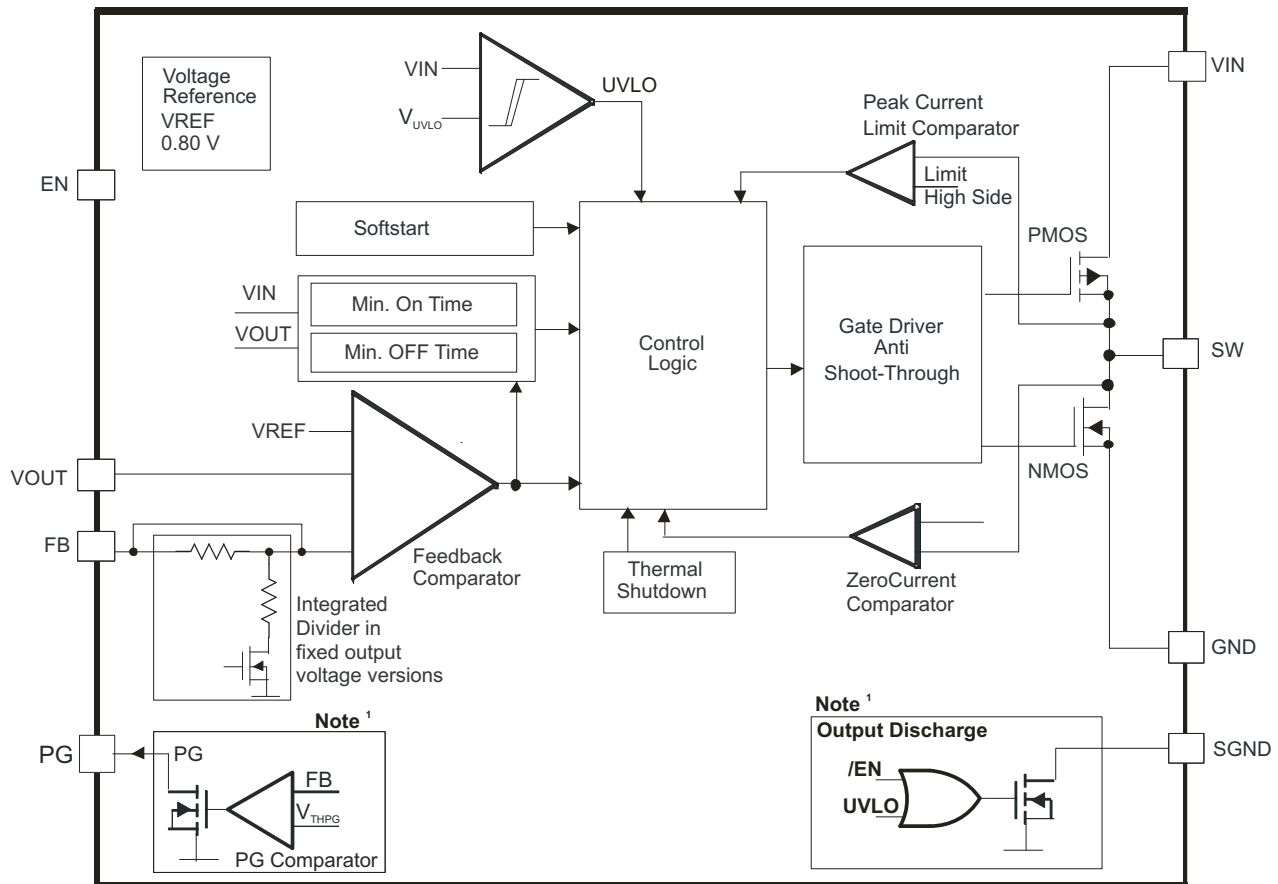 Voltage
Reference
VREF
0.80 V
VIN
V_UVLO
UVLO
Peak Current
Limit Comparator
Limit
High Side
VIN
EN
Softstart
PMOS
VIN
VOUT
Min. On Time
Min. OFF Time
Control
Logic
Gate Driver
Anti
Shoot-Through
SW
VREF
VOUT
NMOS
FB
Feedback
Comparator
Thermal
Shutdown
ZeroCurrent
Comparator
Integrated
Divider in
fixed output
voltage versions
GND
Note ¹
PG
PG
FB
V_THPG
PG Comparator
Note ¹
Output Discharge
/EN
UVLO
SGND